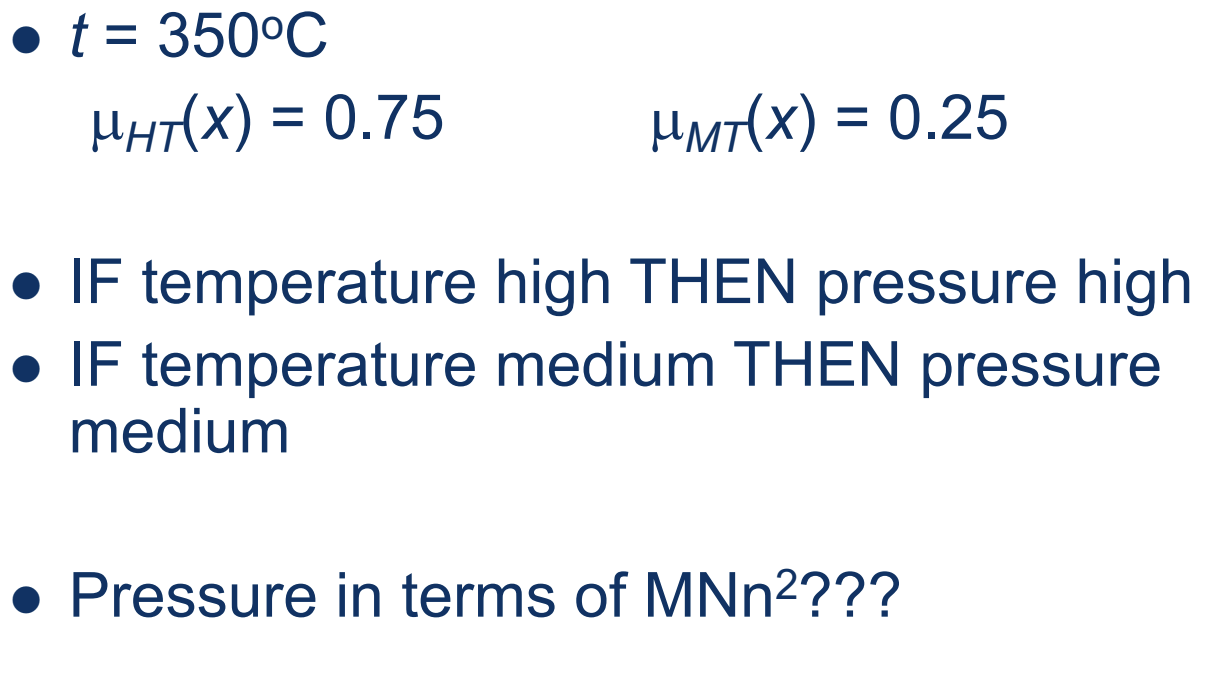 ● t = 350ºC
μHT(x) = 0.75 μMT(x) = 0.25
● IF temperature high THEN pressure high
● IF temperature medium THEN pressure
medium
● Pressure in terms of MNn²???